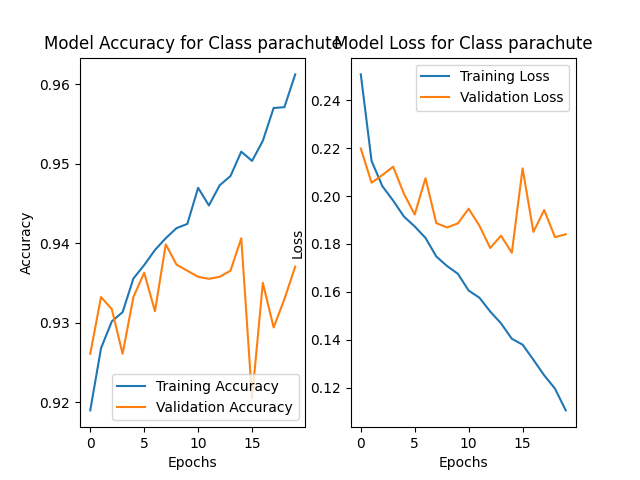 Model Accuracy for Class parachute
Accuracy
0.96
0.95
0.94
0.93
0.92
Training Accuracy
Validation Accuracy
0 5 10 15
Epochs
Model Loss for Class parachute
Loss
0.24
0.22
0.20
0.18
0.16
0.14
0.12
Training Loss
Validation Loss
0 5 10 15
Epochs